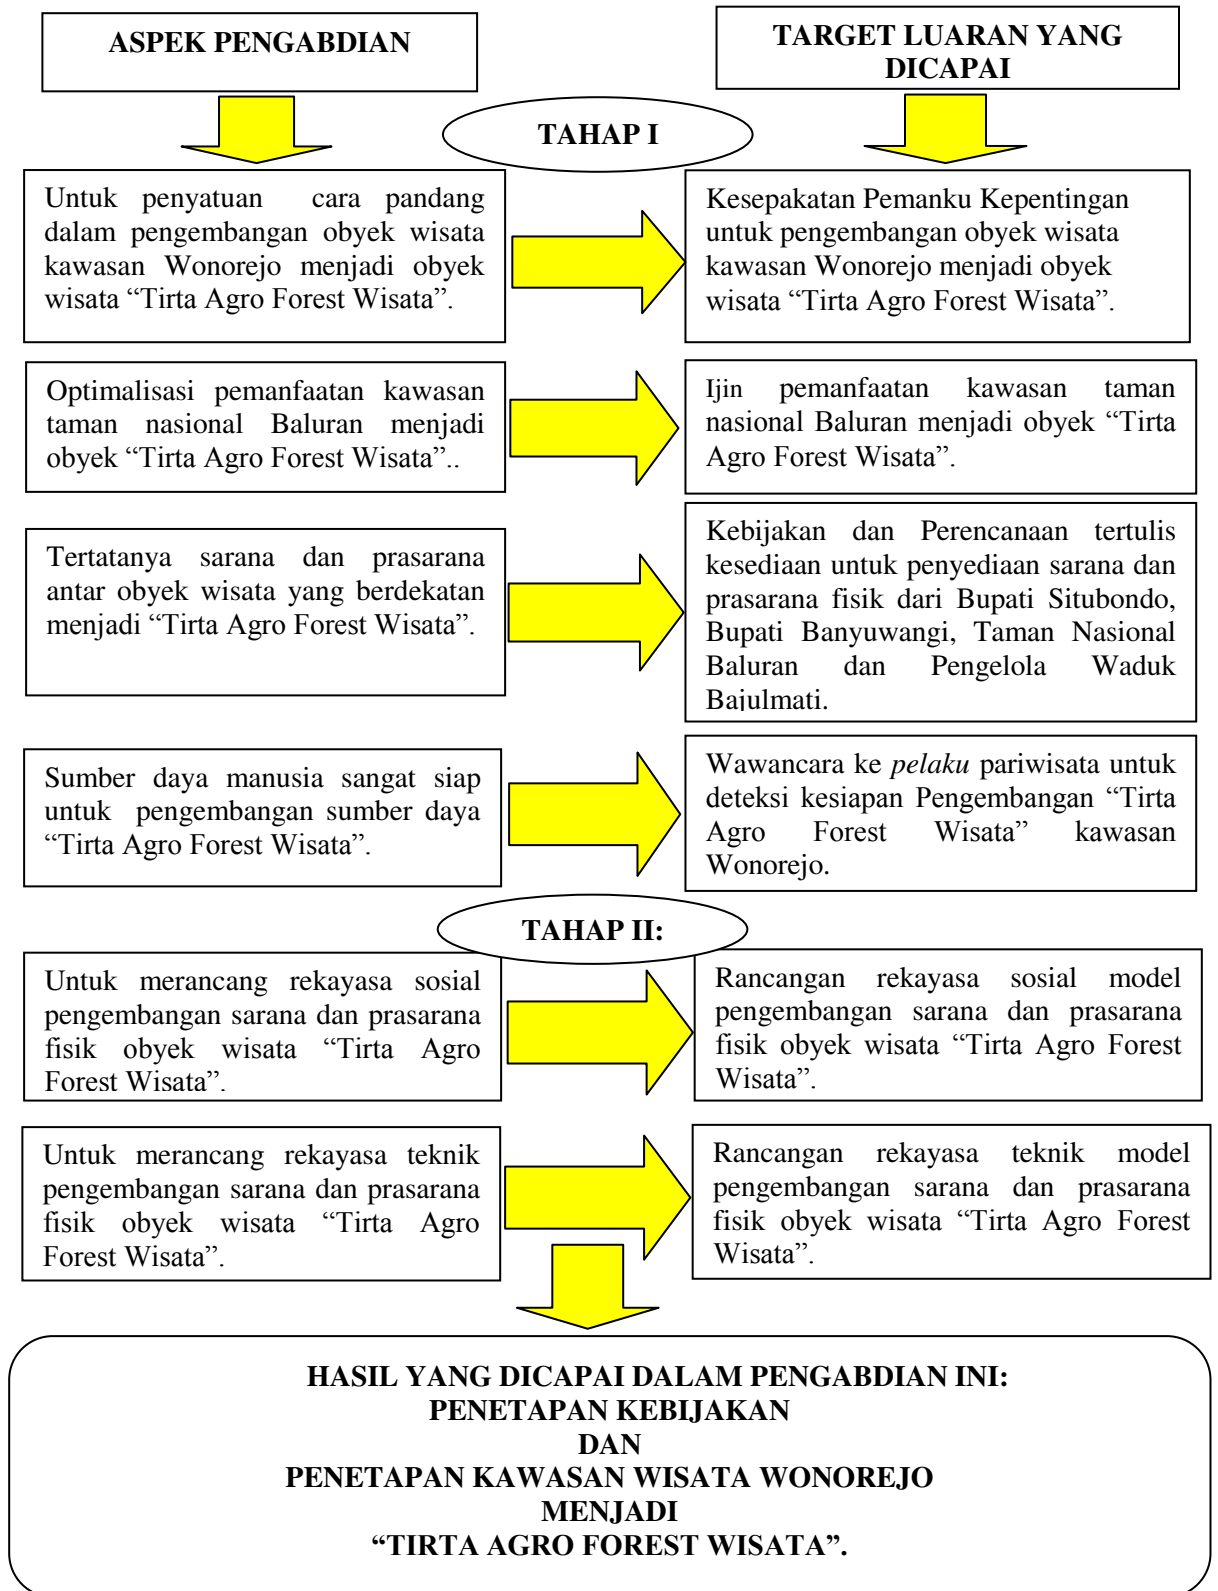 ASPEK PENGABDIAN
TARGET LUARAN YANG
DICAPAI
TAHAP I
Untuk penyatuan cara pandang
dalam pengembangan obyek wisata
kawasan Wonorejo menjadi obyek
wisata “Tirta Agro Forest Wisata”.
Kesepakatan Pemanku Kepentingan
untuk pengembangan obyek wisata
kawasan Wonorejo menjadi obyek
wisata “Tirta Agro Forest Wisata”.
Optimalisasi pemanfaatan kawasan
taman nasional Baluran menjadi
obyek “Tirta Agro Forest Wisata”..
Ijin pemanfaatan kawasan taman
nasional Baluran menjadi obyek “Tirta
Agro Forest Wisata”.
Tertatanya sarana dan prasarana
antar obyek wisata yang berdekatan
menjadi “Tirta Agro Forest Wisata”.
Kebijakan dan Perencanaan tertulis
kesediaan untuk penyediaan sarana dan
prasarana fisik dari Bupati Situbondo,
Bupati Banyuwangi, Taman Nasional
Baluran dan Pengelola Waduk
Bajulmati.
Sumber daya manusia sangat siap
untuk pengembangan sumber daya
“Tirta Agro Forest Wisata”.
Wawancara ke pelaku pariwisata untuk
deteksi kesiapan Pengembangan “Tirta
Agro Forest Wisata” kawasan
Wonorejo.
TAHAP II:
Untuk merancang rekayasa sosial
pengembangan sarana dan prasarana
fisik obyek wisata “Tirta Agro
Forest Wisata”.
Rancangan rekayasa sosial model
pengembangan sarana dan prasarana
fisik obyek wisata “Tirta Agro Forest
Wisata”.
Untuk merancang rekayasa teknik
pengembangan sarana dan prasarana
fisik obyek wisata “Tirta Agro
Forest Wisata”.
Rancangan rekayasa teknik model
pengembangan sarana dan prasarana
fisik obyek wisata “Tirta Agro Forest
Wisata”.
HASIL YANG DICAPAI DALAM PENGABDIAN INI:
PENETAPAN KEBIJAKAN
DAN
PENETAPAN KAWASAN WISATA WONOREJO
MENJADI
“TIRTA AGRO FOREST WISATA”.